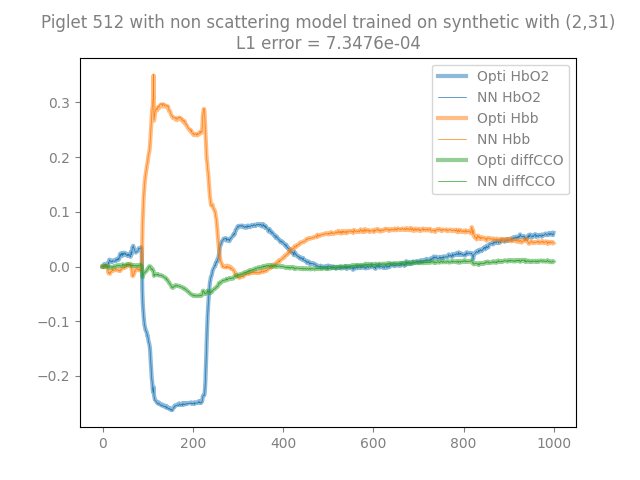 Piglet 512 with non scattering model trained on synthetic with (2,31)
L1 error = 7.3476e-04
Opti HbO2
NN HbO2
Opti Hbb
NN Hbb
Opti diffCCO
NN diffCCO
0.3
0.2
0.1
0.0
−0.1
−0.2
0 200 400 600 800 1000